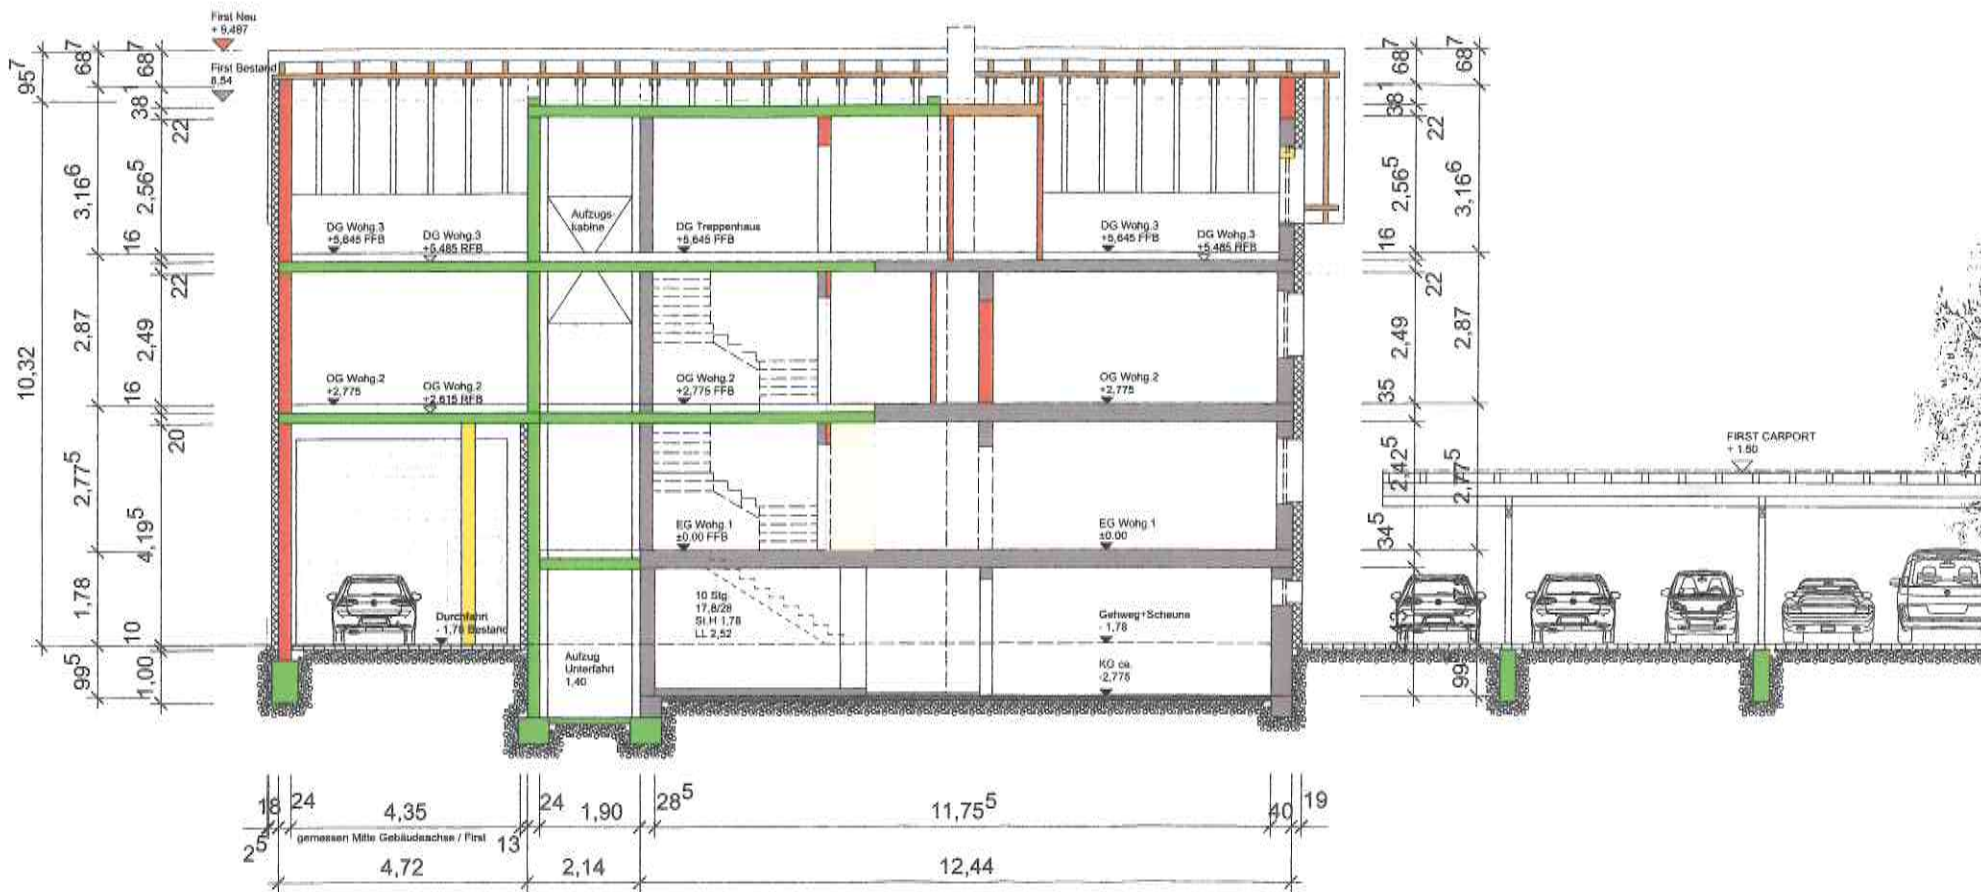 First Neu
+ 9.487
First Bestand
8.54
95⁷
68⁷
68⁷
1
38
22
3,16⁶
2,56⁵
16
22
2,87
2,49
16
10,32
20
2,77⁵
4,19⁵
1,78
10
99⁵
1,00
DG Wohg.3
+5,645 FFB
DG Wohg.3
+5.485 RFB
Aufzugs-
kabine
DG Treppenhaus
+5,645 FFB
DG Wohg.3
+5,645 FFB
DG Wohg.3
+5.485 RFB
OG Wohg.2
+2.775
OG Wohg.2
+2.615 RFB
OG Wohg.2
+2.775 FFB
OG Wohg.2
+2.775
EG Wohg.1
±0.00 FFB
EG Wohg.1
±0.00
Durchfahrt
- 1,78 Bestand
10 Stg
17,8/28
St.H 1,78
LL 2,52
Aufzug
Unterfahrt
1,40
Gehweg+Scheune
- 1,78
KG ca.
-2,775
68⁷
68⁷
1
38
22
2,56⁵
3,16⁶
16
22
2,49
2,87
35
2,42⁵
2,77⁵
34⁵
99⁵
FIRST CARPORT
+ 1.50
18
24
4,35
24
1,90
28⁵
11,75⁵
40
19
2⁵
gemessen Mitte Gebäudeachse / First
13
4,72
2,14
12,44